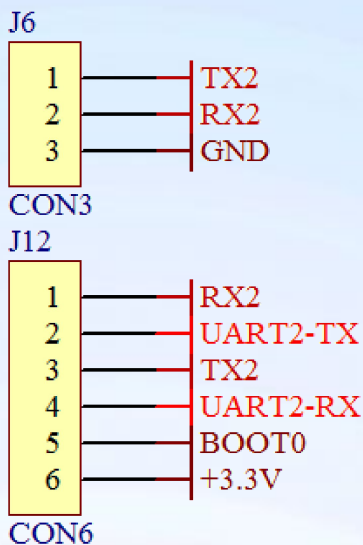 J6
1 TX2
2 RX2
3 GND
CON3
J12
1 RX2
2 UART2-TX
3 TX2
4 UART2-RX
5 BOOT0
6 +3.3V
CON6